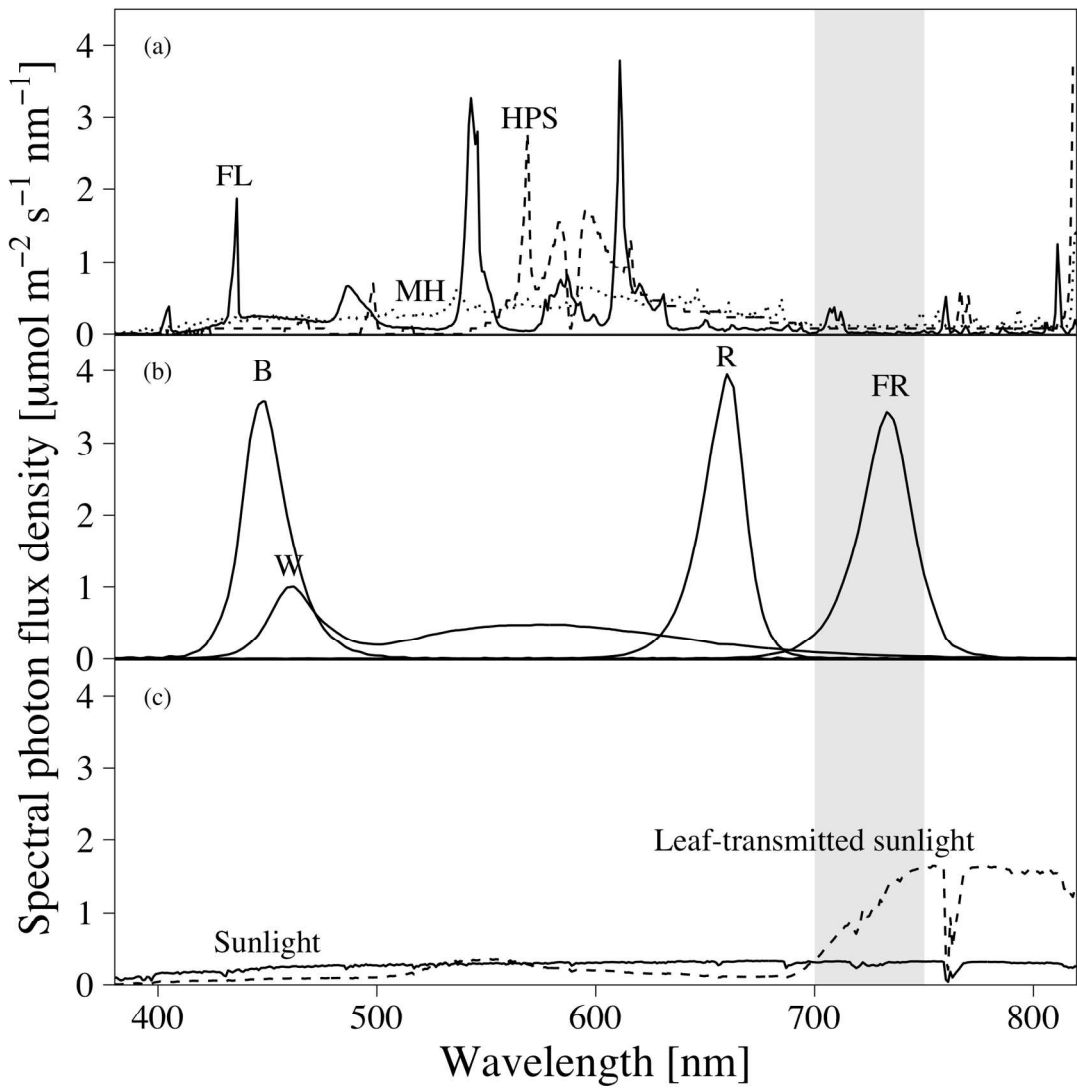 Spectral photon flux density [μmol m⁻² s⁻¹ nm⁻¹]
(a)
4
3
2
1
0
FL
MH
HPS
(b)
4
3
2
1
0
B
W
R
FR
(c)
4
3
2
1
0
Sunlight
Leaf-transmitted sunlight
400 500 600 700 800
Wavelength [nm]